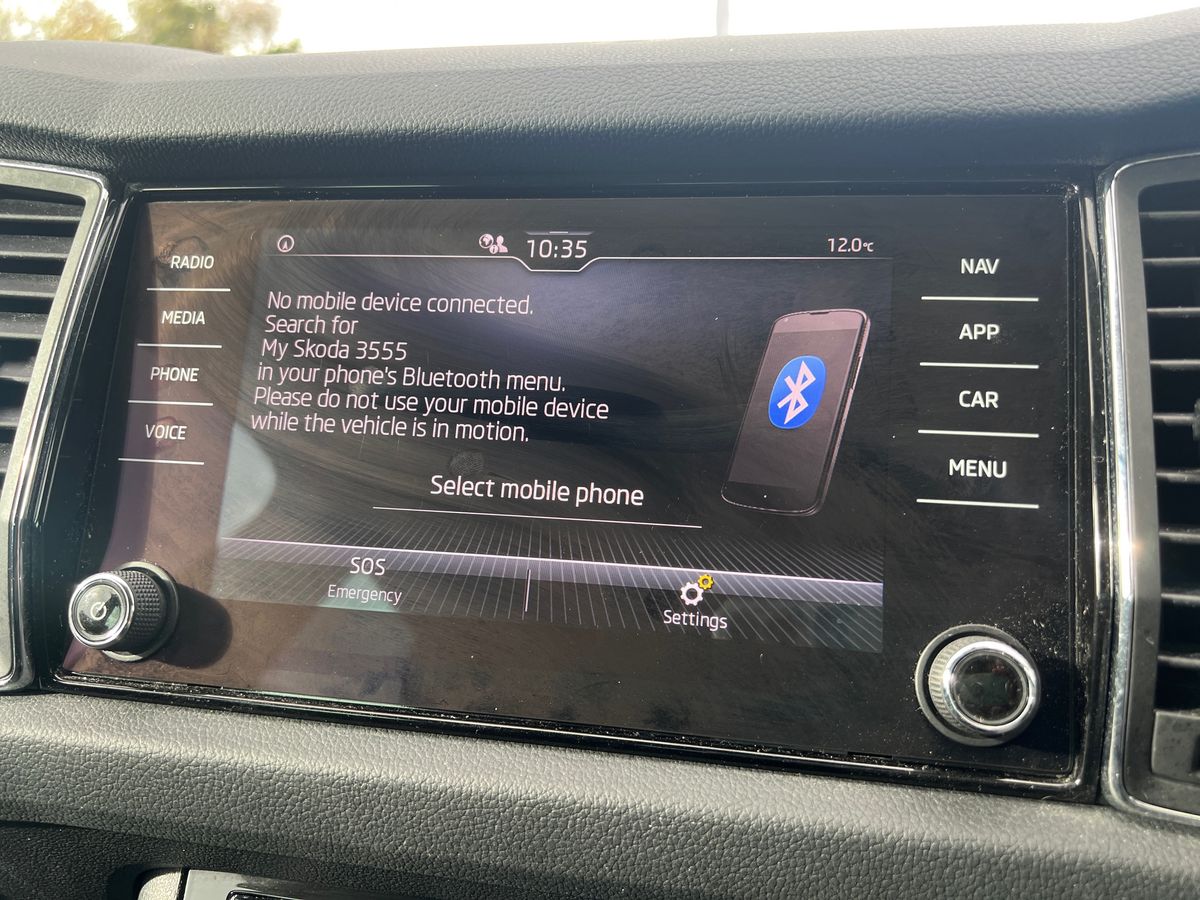 10:35
12.0°C
RADIO
MEDIA
PHONE
VOICE
No mobile device connected.
Search for
My Skoda 3555
in your phone's Bluetooth menu.
Please do not use your mobile device
while the vehicle is in motion.
Select mobile phone
SOS
Emergency
Settings
NAV
APP
CAR
MENU